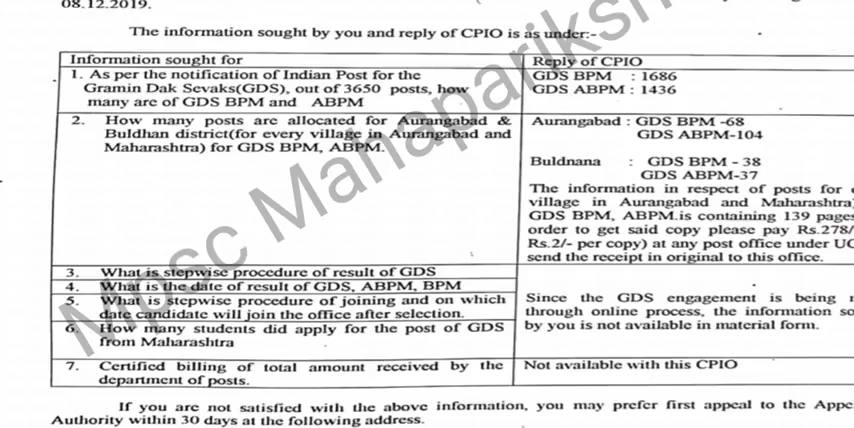 08.12.2019.
The information sought by you and reply of CPIO is as under:-
Information sought for
Reply of CPIO
1. As per the notification of Indian Post for the
Gramin Dak Sevaks(GDS), out of 3650 posts, how
many are of GDS BPM and ABPM
GDS BPM : 1686
GDS ABPM : 1436
2. How many posts are allocated for Aurangabad &
Buldhan district(for every village in Aurangabad and
Maharashtra) for GDS BPM, ABPM.
Aurangabad : GDS BPM -68
GDS ABPM-104
Buldnana : GDS BPM - 38
GDS ABPM-37
The information in respect of posts for
village in Aurangabad and Maharashtra
GDS BPM, ABPM.is containing 139 pages
order to get said copy please pay Rs.278/
Rs.2/- per copy) at any post office under
send the receipt in original to this office.
3. What is stepwise procedure of result of GDS
4. What is the date of result of GDS, ABPM, BPM
5. What is stepwise procedure of joining and on which
date candidate will join the office after selection.
6. How many students did apply for the post of GDS
from Maharashtra
Since the GDS engagement is being
through online process, the information
by you is not available in material form.
7. Certified billing of total amount received by the
department of posts.
Not available with this CPIO
If you are not satisfied with the above information, you may prefer first appeal to the
Authority within 30 days at the following address.
Mpsc Mahapariksh